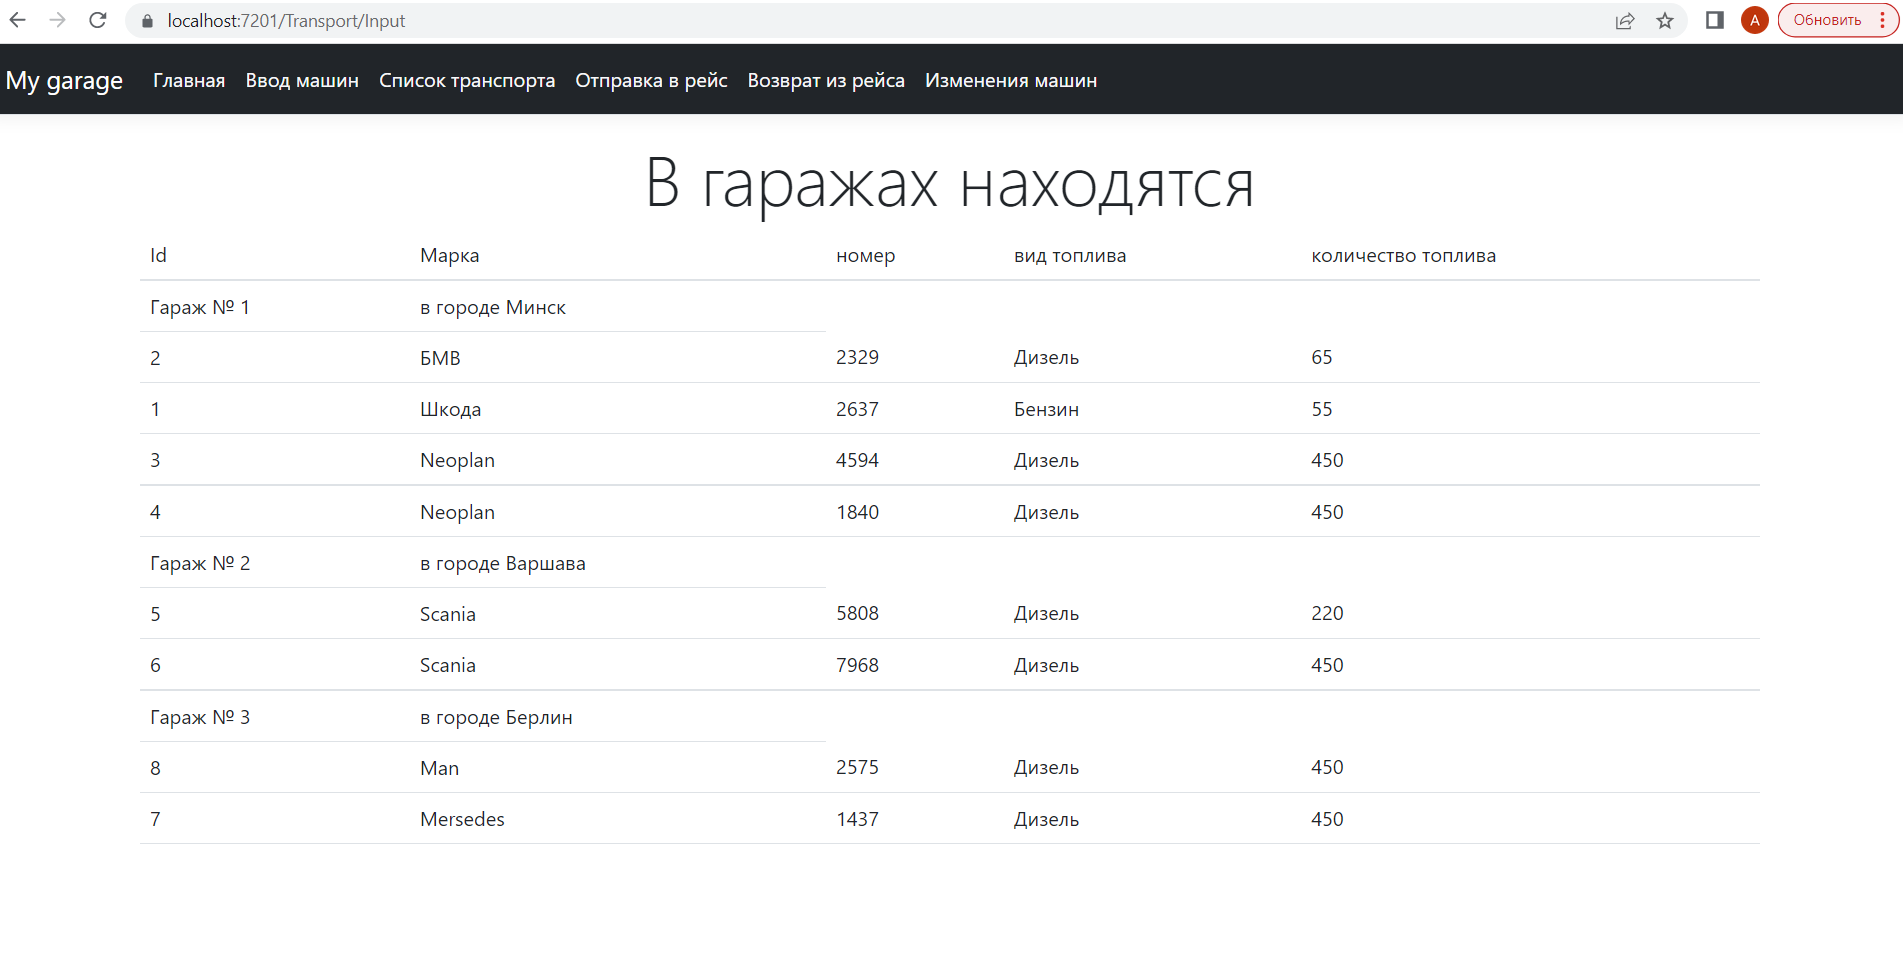 localhost:7201/Transport/Input
А
Обновить
My garage Главная Ввод машин Список транспорта Отправка в рейс Возврат из рейса Изменения машин
В гаражах находятся
Id Марка номер вид топлива количество топлива
Гараж № 1 в городе Минск
2 БМВ 2329 Дизель 65
1 Шкода 2637 Бензин 55
3 Neoplan 4594 Дизель 450
4 Neoplan 1840 Дизель 450
Гараж № 2 в городе Варшава
5 Scania 5808 Дизель 220
6 Scania 7968 Дизель 450
Гараж № 3 в городе Берлин
8 Man 2575 Дизель 450
7 Mersedes 1437 Дизель 450